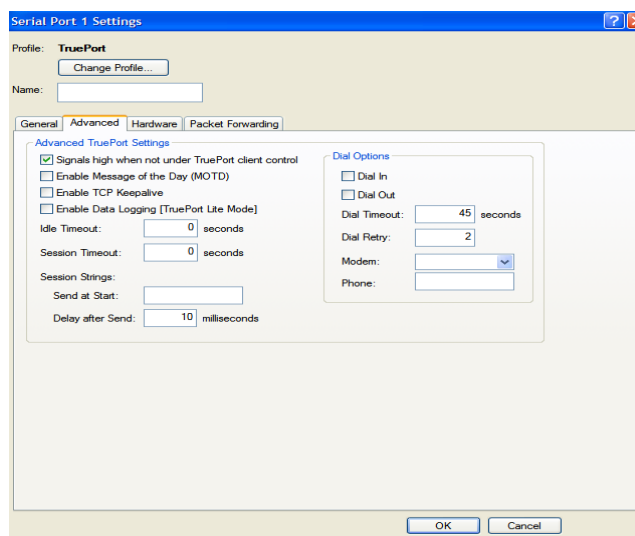 Serial Port 1 Settings
Profile: TruePort
Change Profile...
Name:
General Advanced Hardware Packet Forwarding
Advanced TruePort Settings
Signals high when not under TruePort client control
Enable Message of the Day (MOTD)
Enable TCP Keepalive
Enable Data Logging [TruePort Lite Mode]
Idle Timeout: 0 seconds
Session Timeout: 0 seconds
Session Strings:
Send at Start:
Delay after Send: 10 milliseconds
Dial Options
Dial In
Dial Out
Dial Timeout: 45 seconds
Dial Retry: 2
Modem:
Phone:
OK Cancel